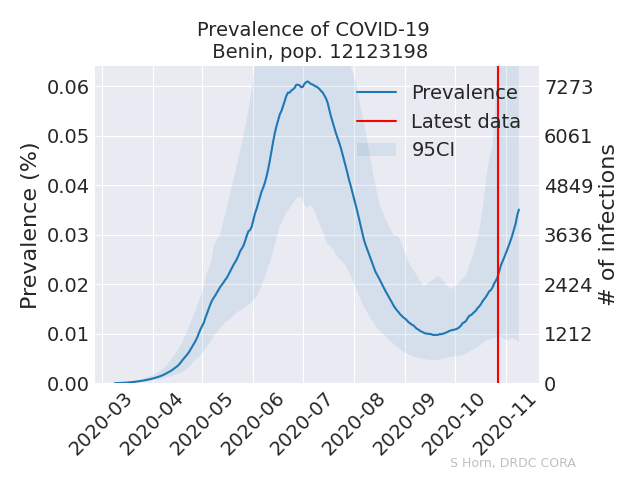 Prevalence of COVID-19
Benin, pop. 12123198
Prevalence (%)
0.06
0.05
0.04
0.03
0.02
0.01
0.00
Prevalence
Latest data
95CI
7273
6061
4849
3636
2424
1212
0
# of infections
2020-03
2020-04
2020-05
2020-06
2020-07
2020-08
2020-09
2020-10
2020-11
S Horn, DRDC CORA